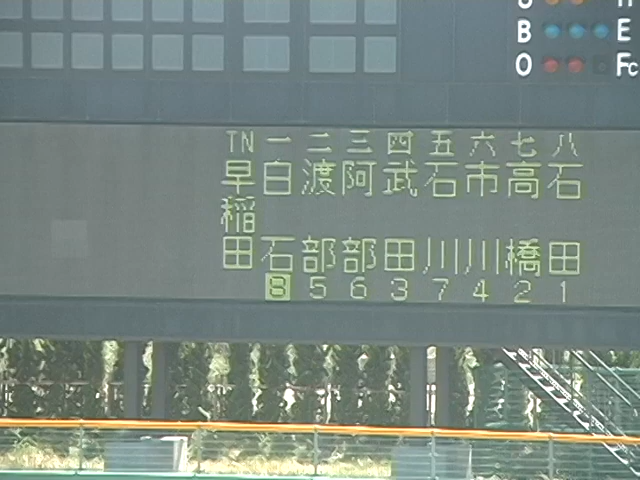 B E
O Fc
TN 一 二 三 四 五 六 七 八
早稲田 白石 渡部 阿部 武田 石川 市川 高橋 石田
8 5 6 3 7 4 2 1